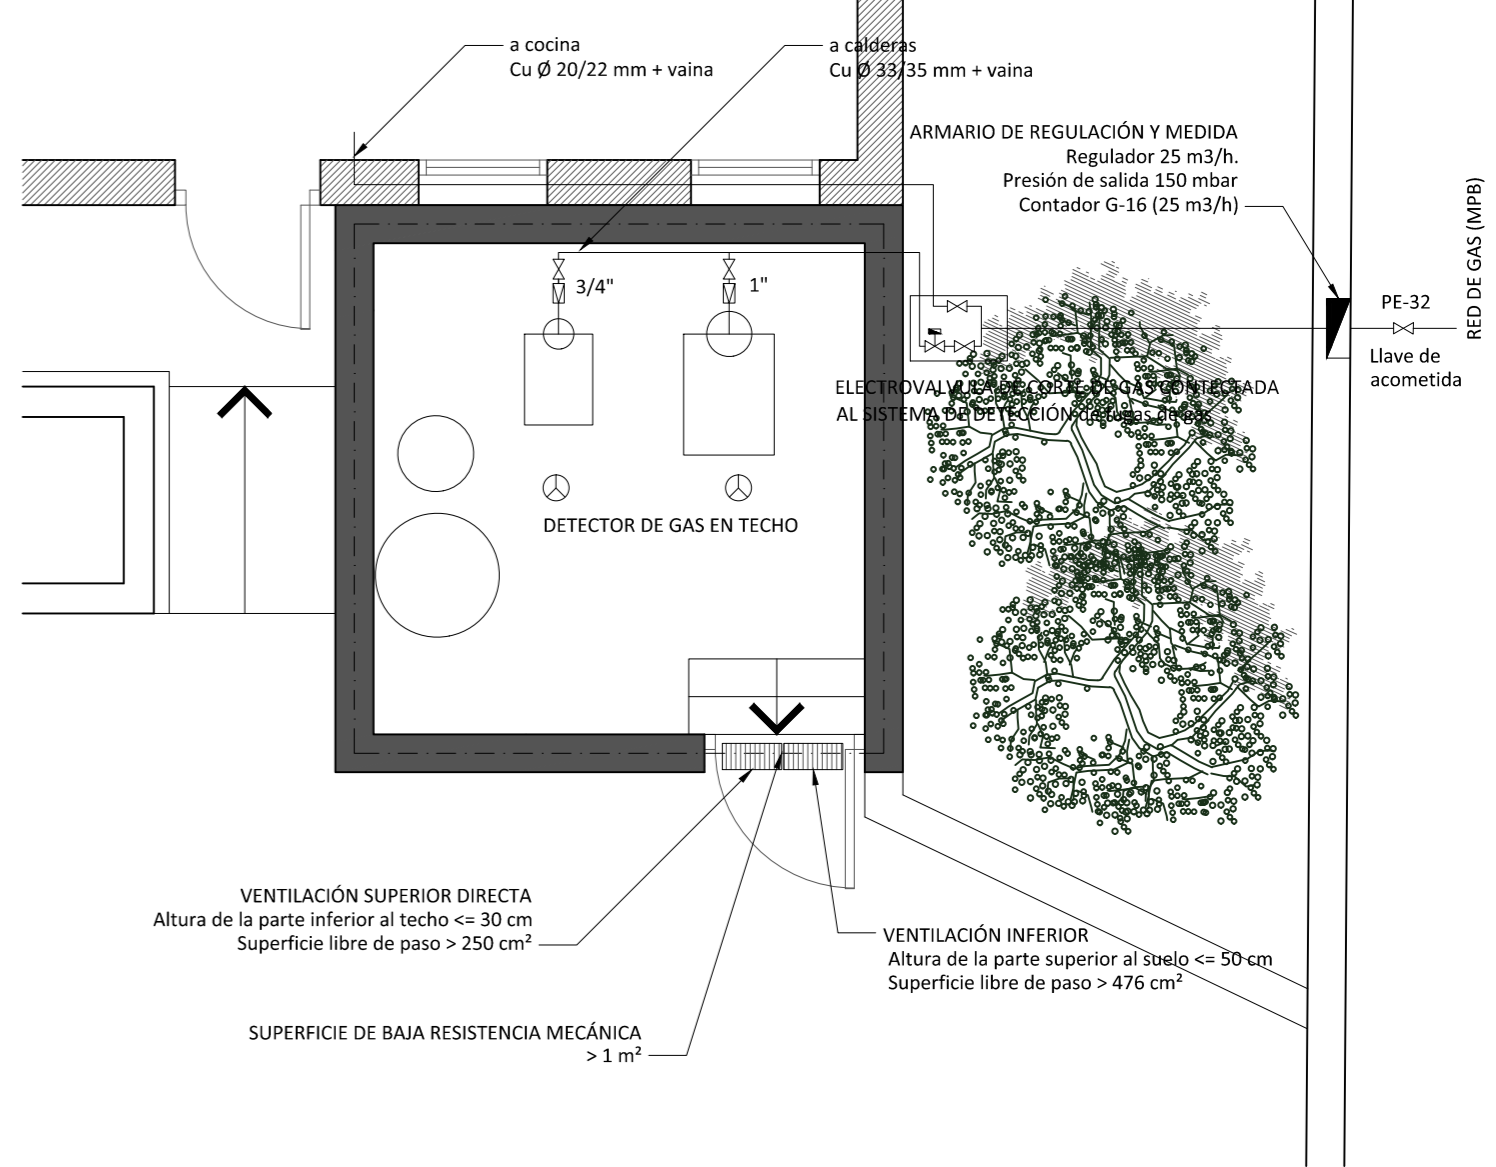 a cocina
Cu Ø 20/22 mm + vaina
a calderas
Cu Ø 33/35 mm + vaina
ARMARIO DE REGULACIÓN Y MEDIDA
Regulador 25 m3/h.
Presión de salida 150 mbar
Contador G-16 (25 m3/h)
RED DE GAS (MPB)
PE-32
Llave de
acometida
3/4"
1"
ELECTROVALVULA DE CORTE DE GAS CONTECTADA
AL SISTEMA DE DETECCIÓN de fugas de gas
DETECTOR DE GAS EN TECHO
VENTILACIÓN SUPERIOR DIRECTA
Altura de la parte inferior al techo <= 30 cm
Superficie libre de paso > 250 cm²
VENTILACIÓN INFERIOR
Altura de la parte superior al suelo <= 50 cm
Superficie libre de paso > 476 cm²
SUPERFICIE DE BAJA RESISTENCIA MECÁNICA
> 1 m²